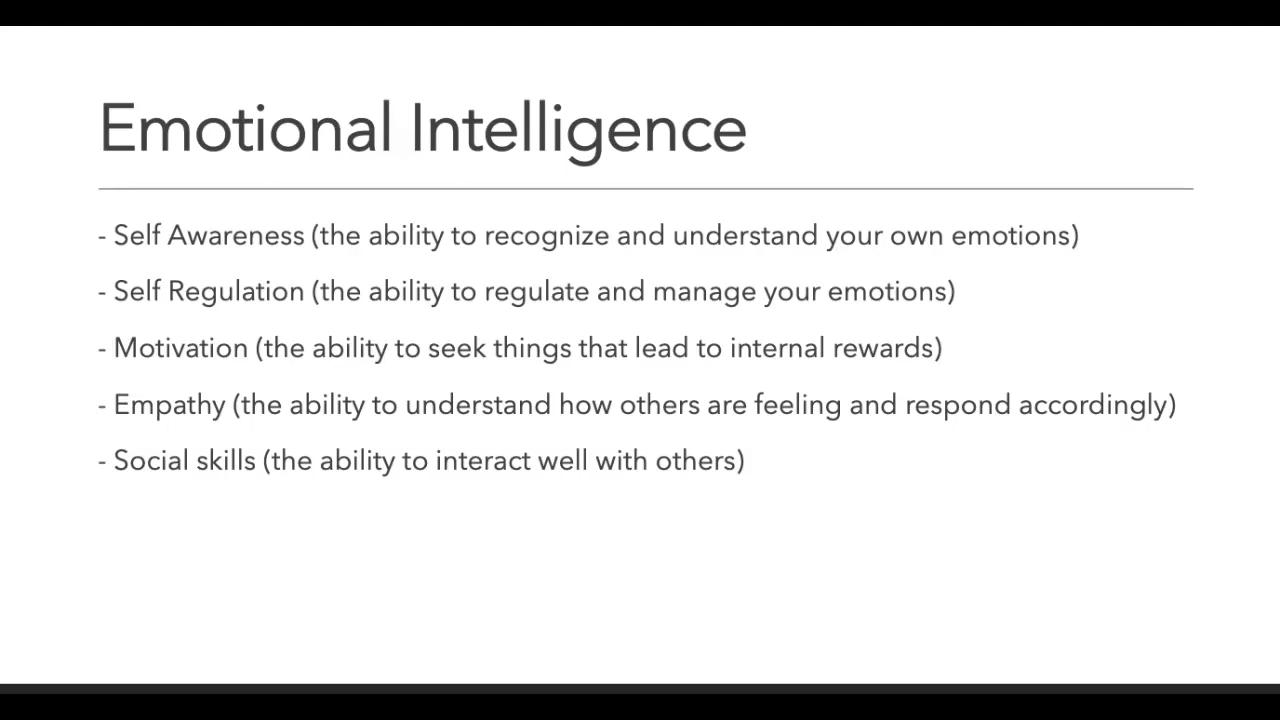 Emotional Intelligence
- Self Awareness (the ability to recognize and understand your own emotions)
- Self Regulation (the ability to regulate and manage your emotions)
- Motivation (the ability to seek things that lead to internal rewards)
- Empathy (the ability to understand how others are feeling and respond accordingly)
- Social skills (the ability to interact well with others)